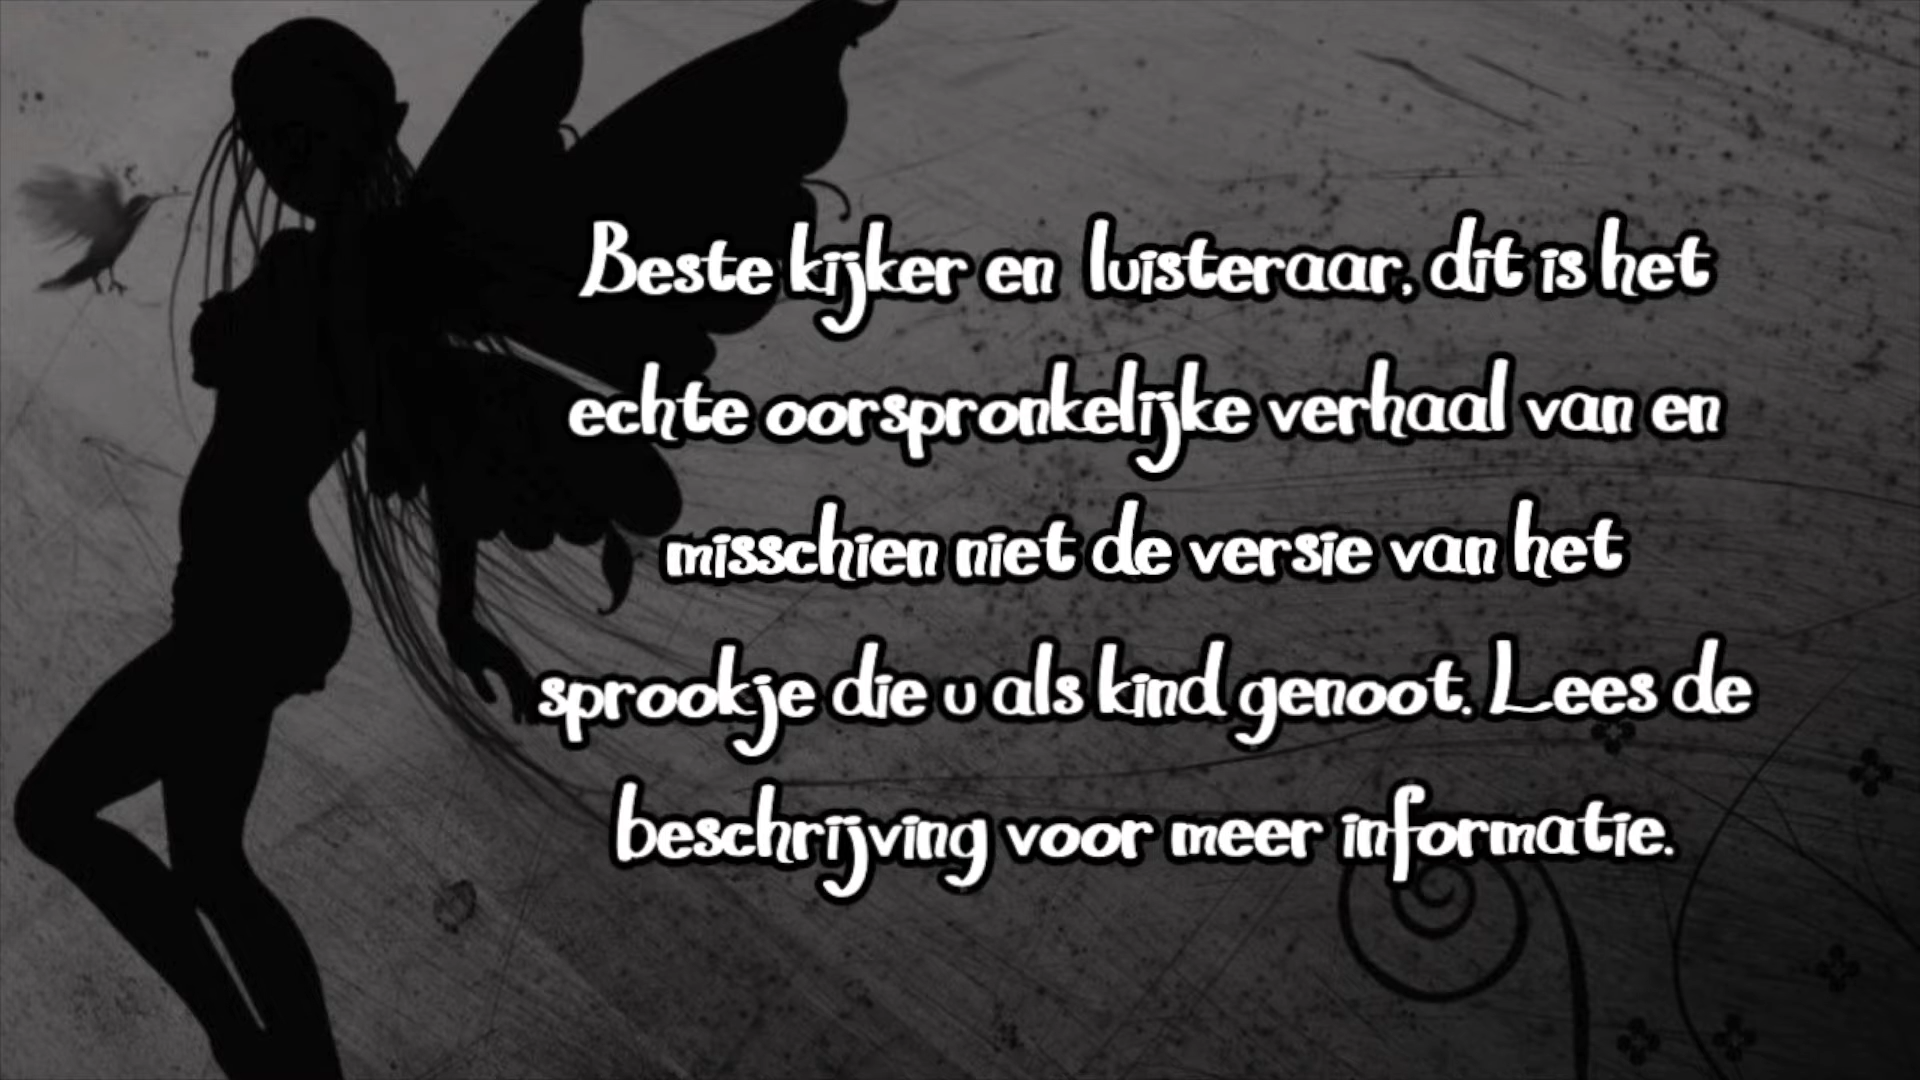 Beste kijker en luisteraar, dit is het
echte oorspronkelijke verhaal van en
misschien niet de versie van het
sprookje die u als kind genoot. Lees de
beschrijving voor meer informatie.